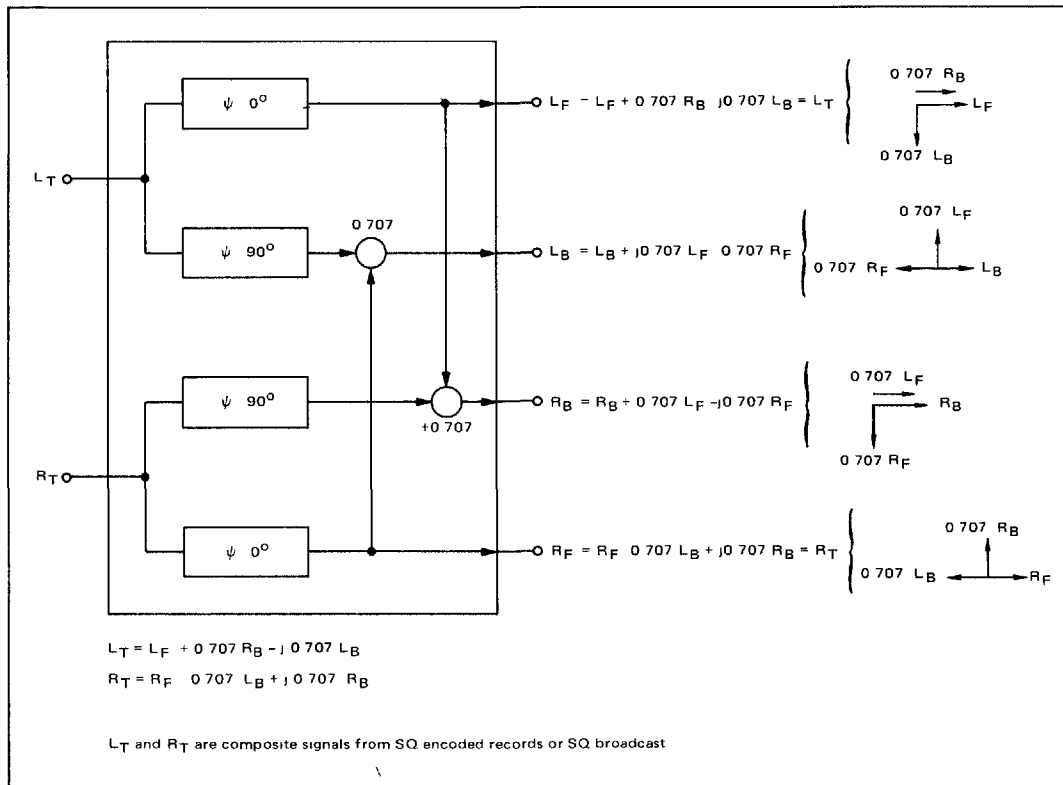 ψ 0°
L_F – L_F + 0 707 R_B  j0 707 L_B = L_T
0 707 R_B
L_F
0 707 L_B
L_T
ψ 90°
0 707
L_B = L_B + j0 707 L_F  0 707 R_F
0 707 L_F
0 707 R_F
L_B
ψ 90°
+0 707
R_B = R_B + 0 707 L_F –j0 707 R_F
0 707 L_F
R_B
0 707 R_F
R_T
ψ 0°
R_F = R_F  0 707 L_B + j0 707 R_B = R_T
0 707 R_B
0 707 L_B
R_F
L_T = L_F + 0 707 R_B – j 0 707 L_B
R_T = R_F  0 707 L_B + j 0 707 R_B
L_T and R_T are composite signals from SQ encoded records or SQ broadcast